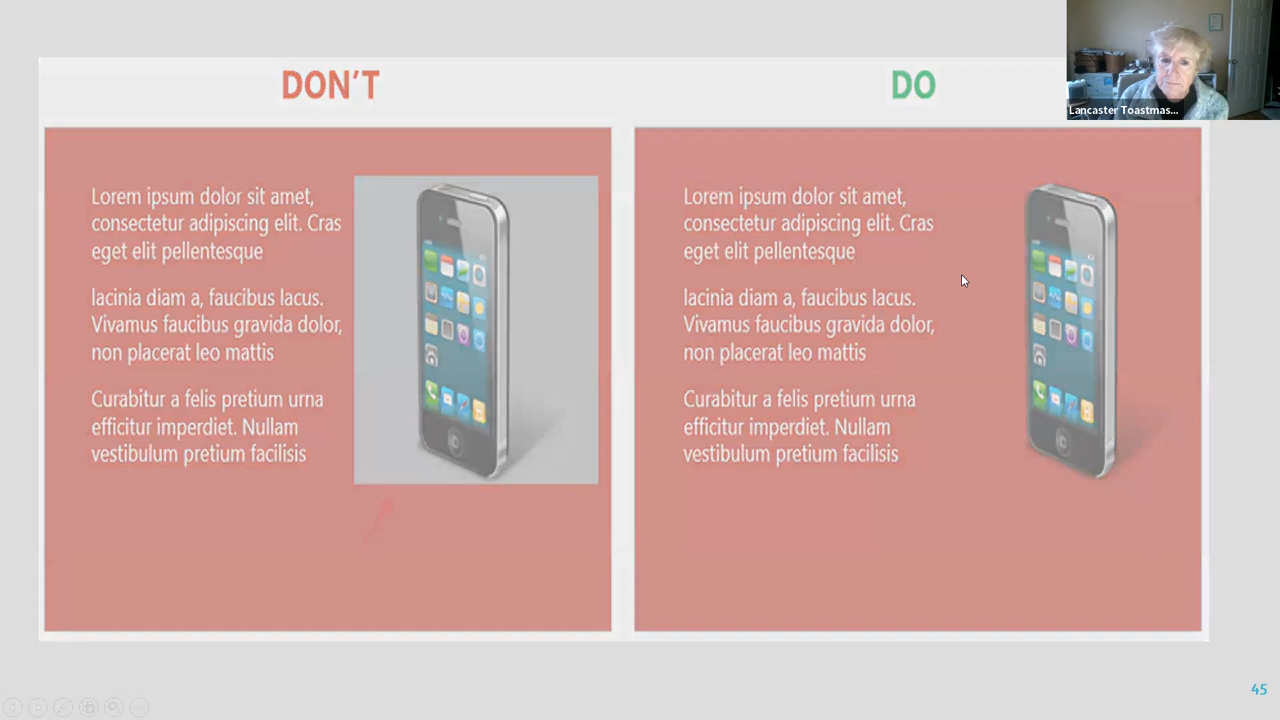 DON'T
DO
Lancaster Toastmas...
Lorem ipsum dolor sit amet,
consectetur adipiscing elit. Cras
eget elit pellentesque
lacinia diam a, faucibus lacus.
Vivamus faucibus gravida dolor,
non placerat leo mattis
Curabitur a felis pretium urna
efficitur imperdiet. Nullam
vestibulum pretium facilisis
Lorem ipsum dolor sit amet,
consectetur adipiscing elit. Cras
eget elit pellentesque
lacinia diam a, faucibus lacus.
Vivamus faucibus gravida dolor,
non placerat leo mattis
Curabitur a felis pretium urna
efficitur imperdiet. Nullam
vestibulum pretium facilisis
45